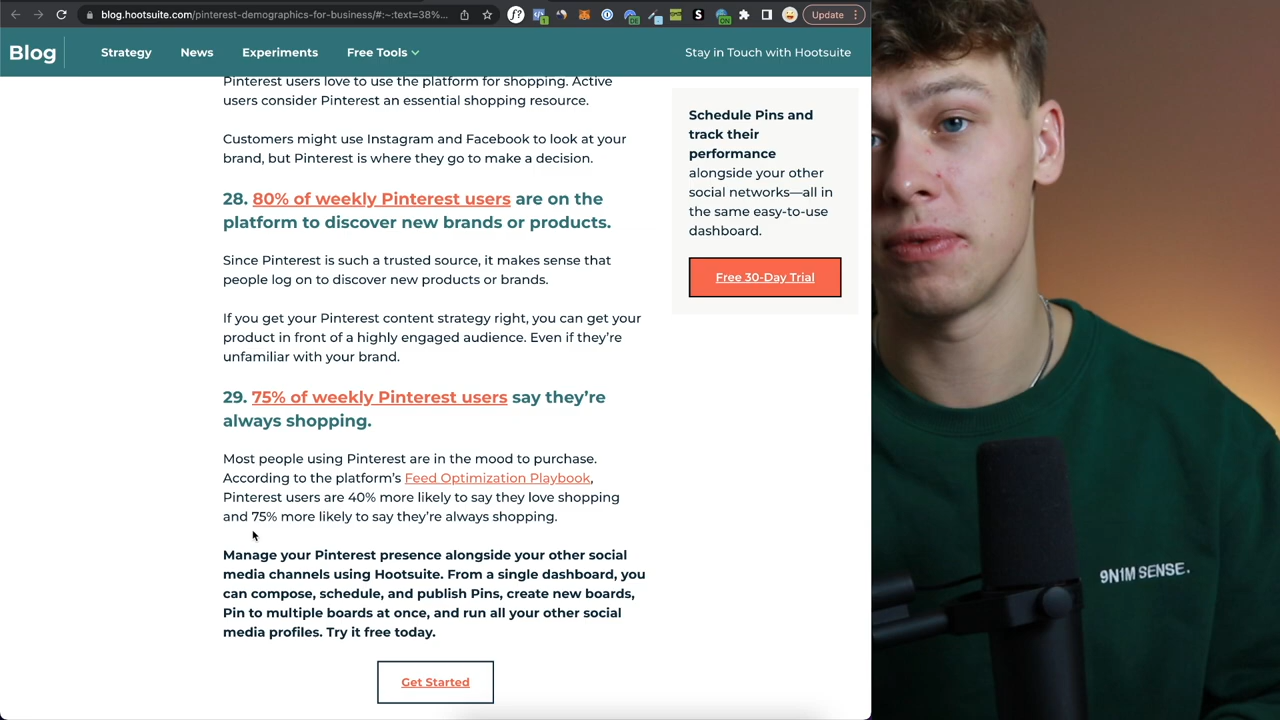 blog.hootsuite.com/pinterest-demographics-for-business/#:~:text=38%...
Update
Blog
Strategy
News
Experiments
Free Tools
Stay in Touch with Hootsuite
Pinterest users love to use the platform for shopping. Active
users consider Pinterest an essential shopping resource.
Customers might use Instagram and Facebook to look at your
brand, but Pinterest is where they go to make a decision.
28. 80% of weekly Pinterest users are on the
platform to discover new brands or products.
Since Pinterest is such a trusted source, it makes sense that
people log on to discover new products or brands.
If you get your Pinterest content strategy right, you can get your
product in front of a highly engaged audience. Even if they’re
unfamiliar with your brand.
29. 75% of weekly Pinterest users say they’re
always shopping.
Most people using Pinterest are in the mood to purchase.
According to the platform’s Feed Optimization Playbook,
Pinterest users are 40% more likely to say they love shopping
and 75% more likely to say they’re always shopping.
Manage your Pinterest presence alongside your other social
media channels using Hootsuite. From a single dashboard, you
can compose, schedule, and publish Pins, create new boards,
Pin to multiple boards at once, and run all your other social
media profiles. Try it free today.
Get Started
Schedule Pins and
track their
performance
alongside your other
social networks—all in
the same easy-to-use
dashboard.
Free 30-Day Trial
9N1M SENSE.